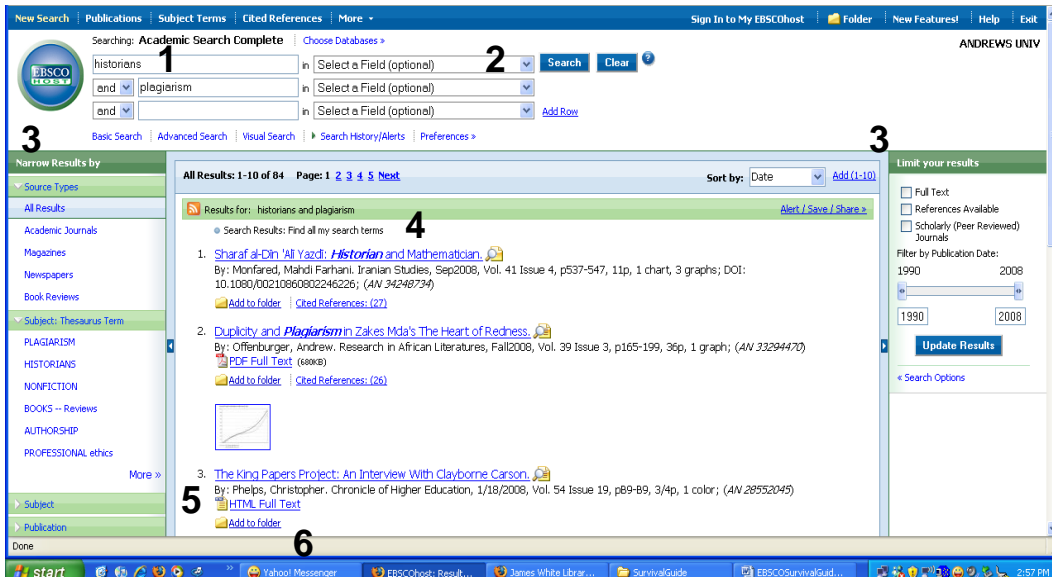 New Search Publications Subject Terms Cited References More Sign In to My EBSCOhost Folder New Features! Help Exit
Searching: Academic Search Complete Choose Databases »
ANDREWS UNIV
EBSCO
HOST
historians 1 in Select a Field (optional) 2 Search Clear ?
and plagiarism in Select a Field (optional)
and in Select a Field (optional) Add Row
Basic Search Advanced Search Visual Search Search History/Alerts Preferences »
3
3
Narrow Results by
Source Types
All Results
Academic Journals
Magazines
Newspapers
Book Reviews
Subject: Thesaurus Term
PLAGIARISM
HISTORIANS
NONFICTION
BOOKS -- Reviews
AUTHORSHIP
PROFESSIONAL ethics
More »
Subject
Publication
All Results: 1-10 of 84 Page: 1 2 3 4 5 Next Sort by: Date Add (1-10)
Results for: historians and plagiarism Alert / Save / Share »
4
Search Results: Find all my search terms
1. Sharaf al-Din 'Ali Yazdi: Historian and Mathematician.
By: Monfared, Mahdi Farhani. Iranian Studies, Sep2008, Vol. 41 Issue 4, p537-547, 11p, 1 chart, 3 graphs; DOI:
10.1080/00210860802246226; (AN 34248734)
Add to folder Cited References: (27)
2. Duplicity and Plagiarism in Zakes Mda's The Heart of Redness.
By: Offenburger, Andrew. Research in African Literatures, Fall2008, Vol. 39 Issue 3, p165-199, 36p, 1 graph; (AN 33294470)
PDF Full Text (680KB)
Add to folder Cited References: (26)
3. The King Papers Project: An Interview With Clayborne Carson.
By: Phelps, Christopher. Chronicle of Higher Education, 1/18/2008, Vol. 54 Issue 19, pB9-B9, 3/4p, 1 color; (AN 28552045)
5 HTML Full Text
Add to folder
6
Limit your results
Full Text
References Available
Scholarly (Peer Reviewed)
Journals
Filter by Publication Date:
1990 2008
1990 2008
Update Results
« Search Options
Done
start » Yahoo! Messenger EBSCOhost: Result... James White Librar... SurvivalGuide EBSCOSurvivalGuid... 2:57 PM